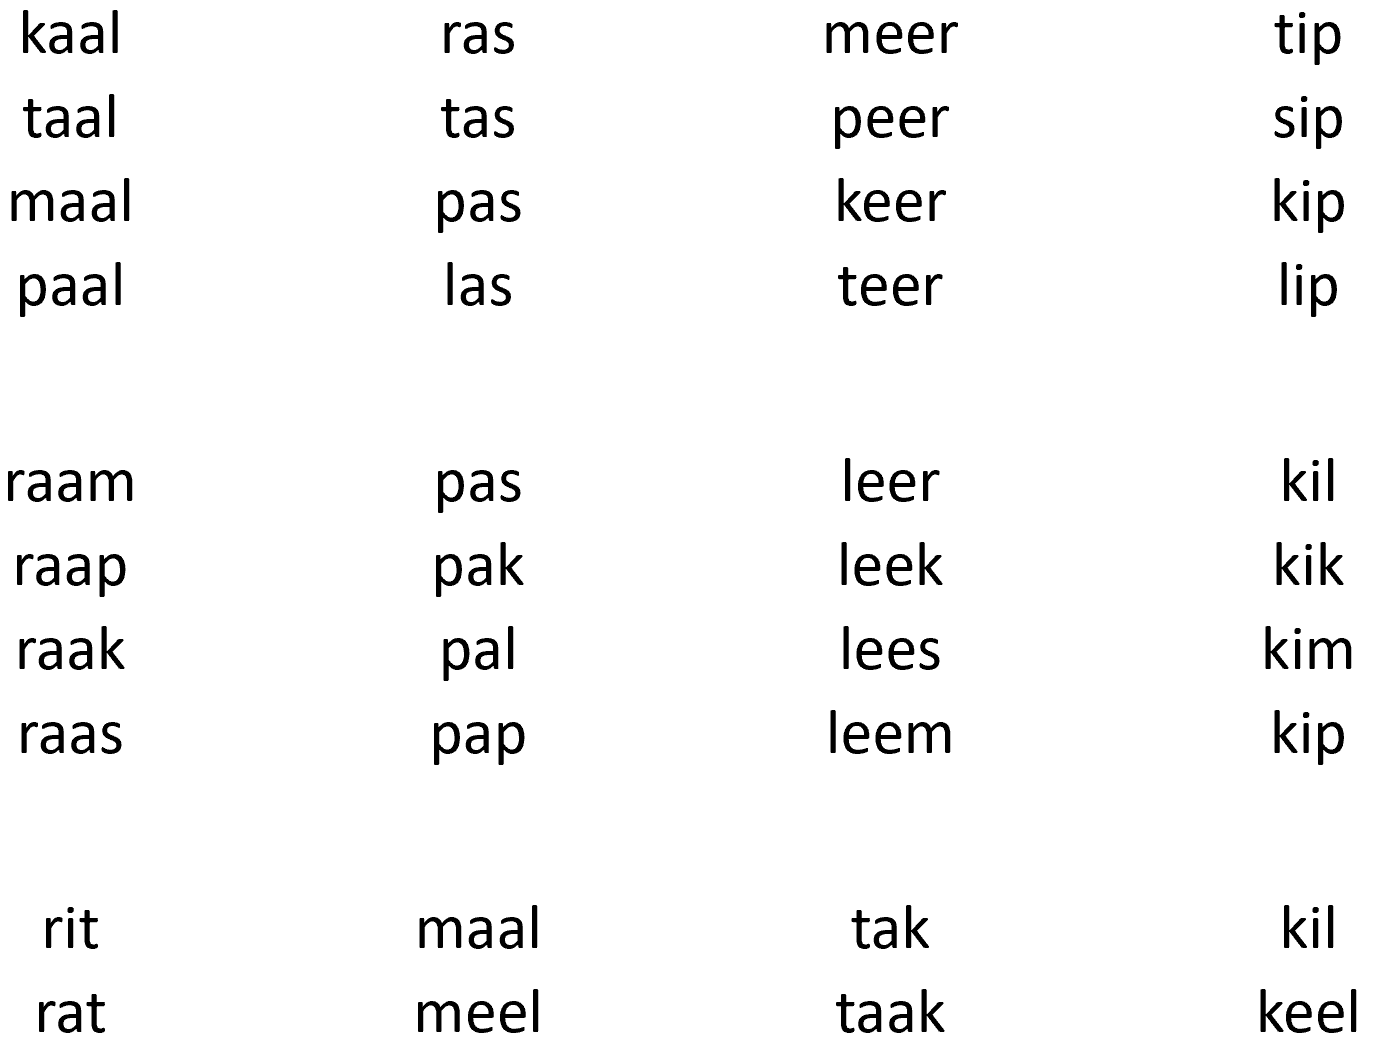 kaal ras meer tip
taal tas peer sip
maal pas keer kip
paal las teer lip
raam pas leer kil
raap pak leek kik
raak pal lees kim
raas pap leem kip
rit maal tak kil
rat meel taak keel